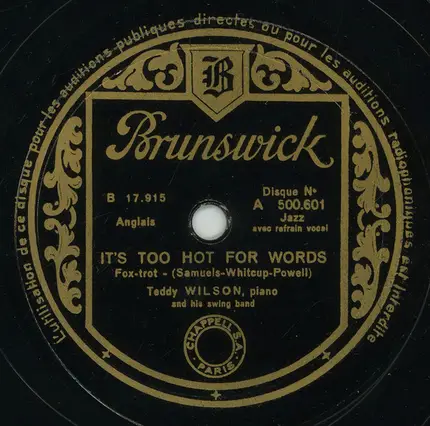 L'utilisation de ce disque pour les auditions publiques directes ou pour les auditions radiophoniques est interdite
B
Brunswick
B 17.915
Anglais
Disque No
A 500.601
Jazz
avec refrain vocal
IT'S TOO HOT FOR WORDS
Fox-trot - (Samuels-Whitcup-Powell)
Teddy WILSON, piano
and his swing band
CHAPPELL S.A.
PARIS